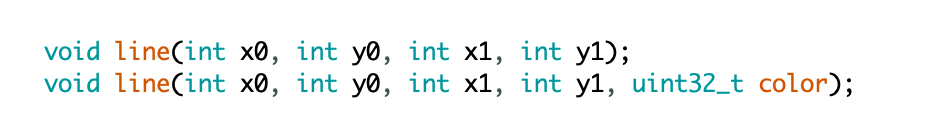 void line(int x0, int y0, int x1, int y1);
void line(int x0, int y0, int x1, int y1, uint32_t color);